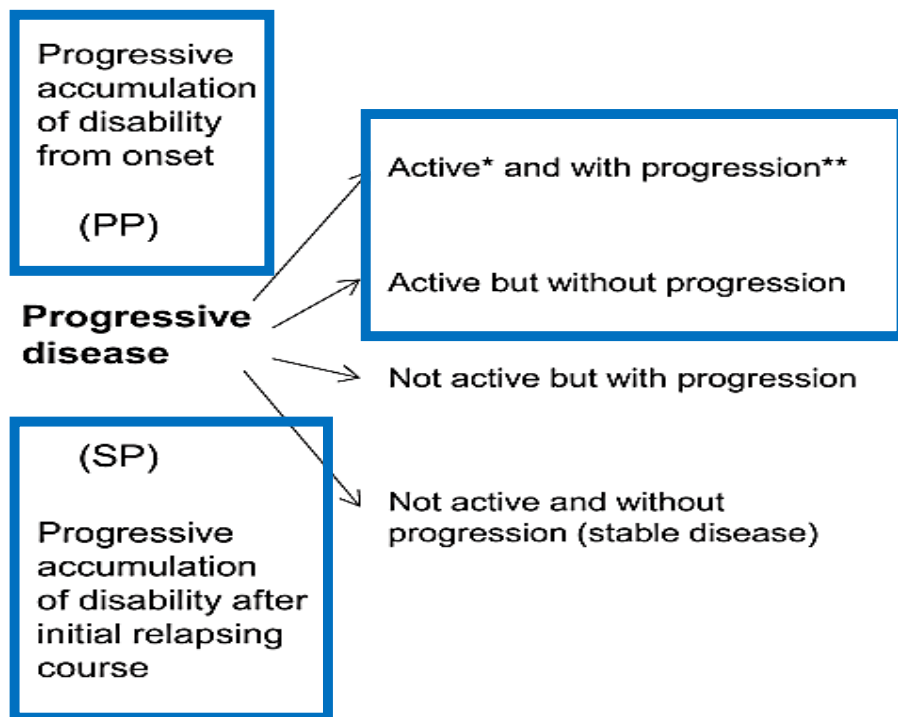 Progressive
accumulation
of disability
from onset
(PP)
Progressive
disease
(SP)
Progressive
accumulation
of disability after
initial relapsing
course
Active* and with progression**
Active but without progression
Not active but with progression
Not active and without
progression (stable disease)